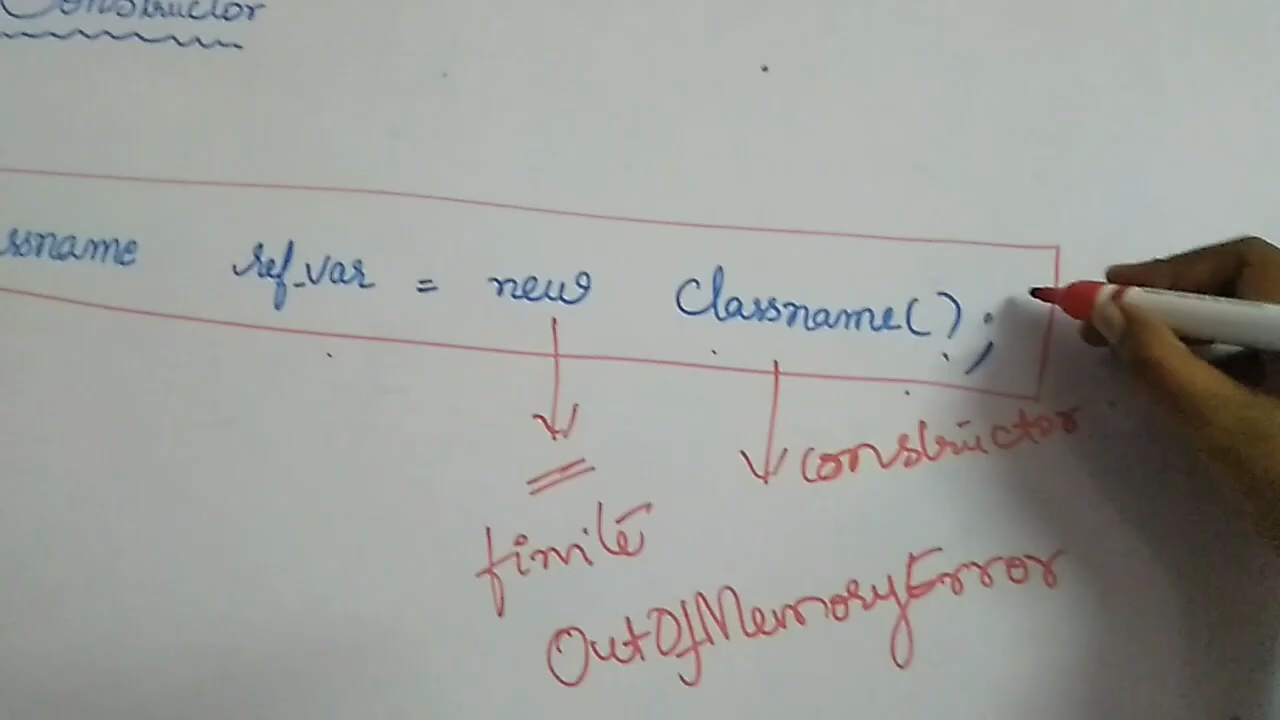 Constructor
ssname ref_var = new Classname();
constructor
finite
OutOfMemoryError